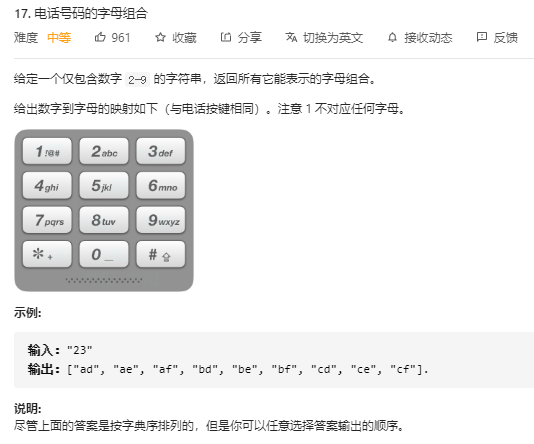 17. 电话号码的字母组合
难度 中等 961 收藏 分享 切换为英文 接收动态 反馈
给定一个仅包含数字 2-9 的字符串，返回所有它能表示的字母组合。
给出数字到字母的映射如下（与电话按键相同）。注意 1 不对应任何字母。
1 !@# 2 abc 3 def
4 ghi 5 jkl 6 mno
7 pqrs 8 tuv 9 wxyz
* + 0 _ #
示例:
输入："23"
输出：["ad", "ae", "af", "bd", "be", "bf", "cd", "ce", "cf"].
说明:
尽管上面的答案是按字典序排列的，但是你可以任意选择答案输出的顺序。